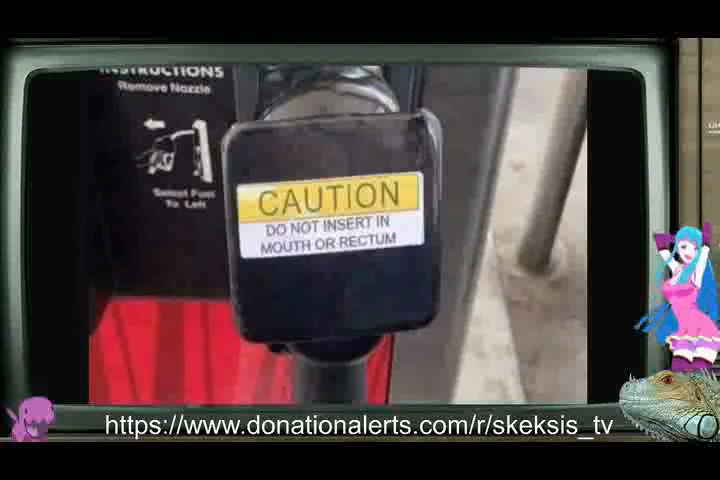 INSTRUCTIONS
Remove Nozzle
Select Fuel
To Left
CAUTION
DO NOT INSERT IN
MOUTH OR RECTUM
https://www.donationalerts.com/r/skeksis_tv